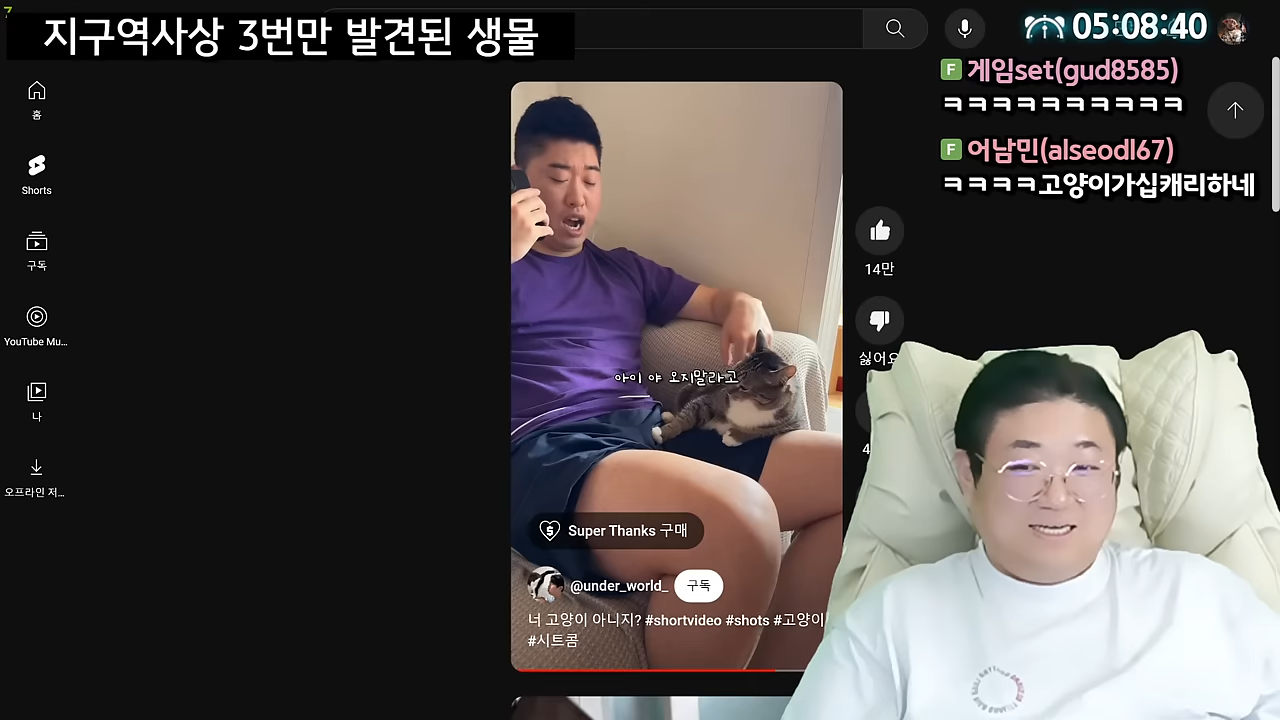 지구역사상 3번만 발견된 생물
05:08:40
F 게임set(gud8585)
ㅋㅋㅋㅋㅋㅋㅋㅋㅋㅋ
F 어남민(alseodl67)
ㅋㅋㅋㅋ고양이가십캐리하네
홈
Shorts
구독
YouTube Mu...
나
오프라인 저...
14만
싫어요
4
아이 야 오지말라고
Super Thanks 구매
@under_world_ 구독
너 고양이 아니지? #shortvideo #shots #고양이
#시트콤